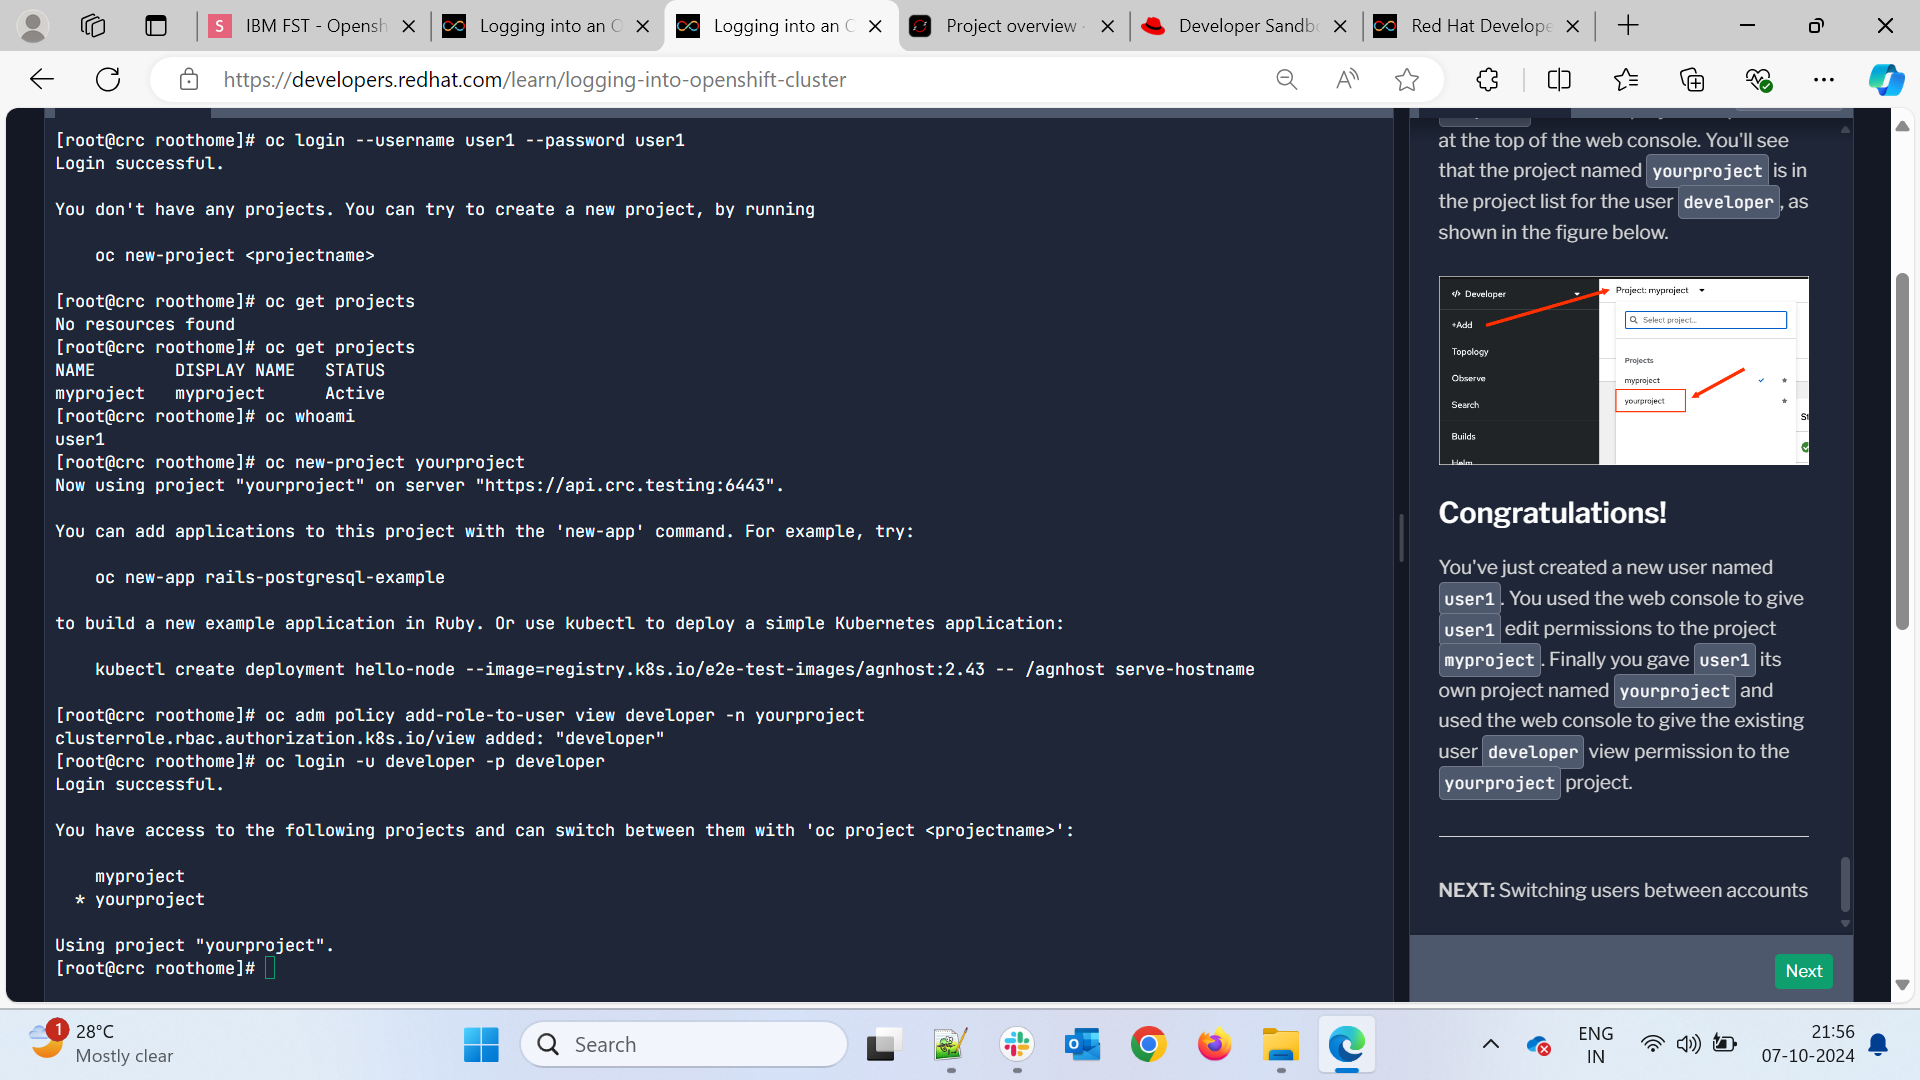 IBM FST - Opensh
Logging into an O
Logging into an C
Project overview
Developer Sandb
Red Hat Develope
https://developers.redhat.com/learn/logging-into-openshift-cluster
[root@crc roothome]# oc login --username user1 --password user1
Login successful.
You don't have any projects. You can try to create a new project, by running
oc new-project <projectname>
[root@crc roothome]# oc get projects
No resources found
[root@crc roothome]# oc get projects
NAME DISPLAY NAME STATUS
myproject myproject Active
[root@crc roothome]# oc whoami
user1
[root@crc roothome]# oc new-project yourproject
Now using project "yourproject" on server "https://api.crc.testing:6443".
You can add applications to this project with the 'new-app' command. For example, try:
oc new-app rails-postgresql-example
to build a new example application in Ruby. Or use kubectl to deploy a simple Kubernetes application:
kubectl create deployment hello-node --image=registry.k8s.io/e2e-test-images/agnhost:2.43 -- /agnhost serve-hostname
[root@crc roothome]# oc adm policy add-role-to-user view developer -n yourproject
clusterrole.rbac.authorization.k8s.io/view added: "developer"
[root@crc roothome]# oc login -u developer -p developer
Login successful.
You have access to the following projects and can switch between them with 'oc project <projectname>':
myproject
* yourproject
Using project "yourproject".
[root@crc roothome]#
at the top of the web console. You'll see
that the project named yourproject is in
the project list for the user developer, as
shown in the figure below.
</> Developer
+Add
Topology
Observe
Search
Builds
Helm
Project: myproject
Select project...
Projects
myproject
yourproject
St
Congratulations!
You've just created a new user named
user1. You used the web console to give
user1 edit permissions to the project
myproject. Finally you gave user1 its
own project named yourproject and
used the web console to give the existing
user developer view permission to the
yourproject project.
NEXT: Switching users between accounts
Next
1
28°C
Mostly clear
Search
ENG
IN
21:56
07-10-2024